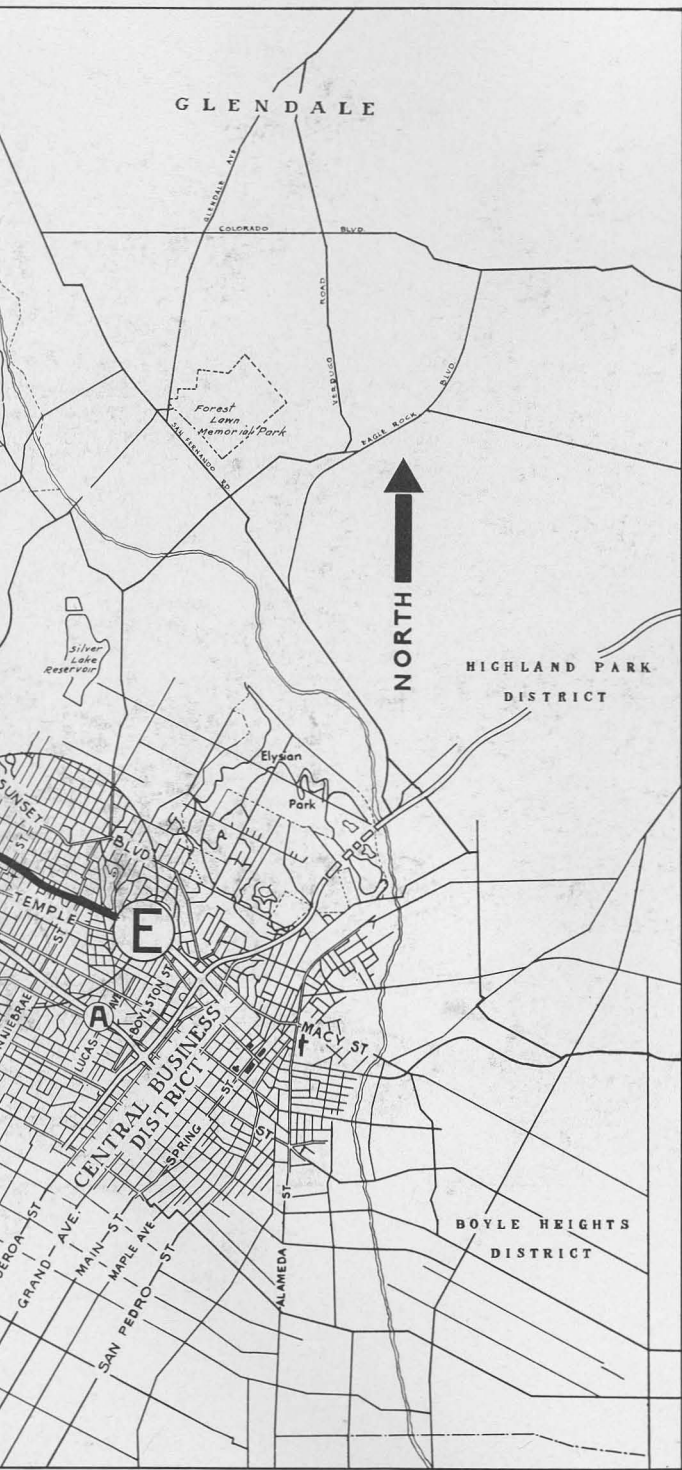 GLENDALE
GLENDALE AVE
COLORADO BLVD.
VERDUGO ROAD
EAGLE ROCK BLVD
Forest
Lawn
Memorial Park
SAN FERNANDO RD
NORTH
Silver
Lake
Reservoir
HIGHLAND PARK
DISTRICT
Elysian
Park
SUNSET BLVD
ST
TEMPLE
ST
E
A
AVE
LUCAS
BOYLSTON ST
MACY ST
CENTRAL BUSINESS
DISTRICT
SPRING ST
ST
BOYLE HEIGHTS
DISTRICT
ST
GRAND AVE.
MAIN ST
MAPLE AVE
SAN PEDRO ST
ALAMEDA ST